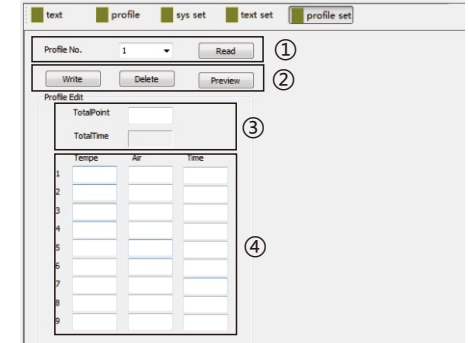 text profile sys set text set profile set
Profile No. 1 Read ①
Write Delete Preview ②
Profile Edit
TotalPoint
③
TotalTime
Tempe Air Time
1
2
3
4
5 ④
6
7
8
9